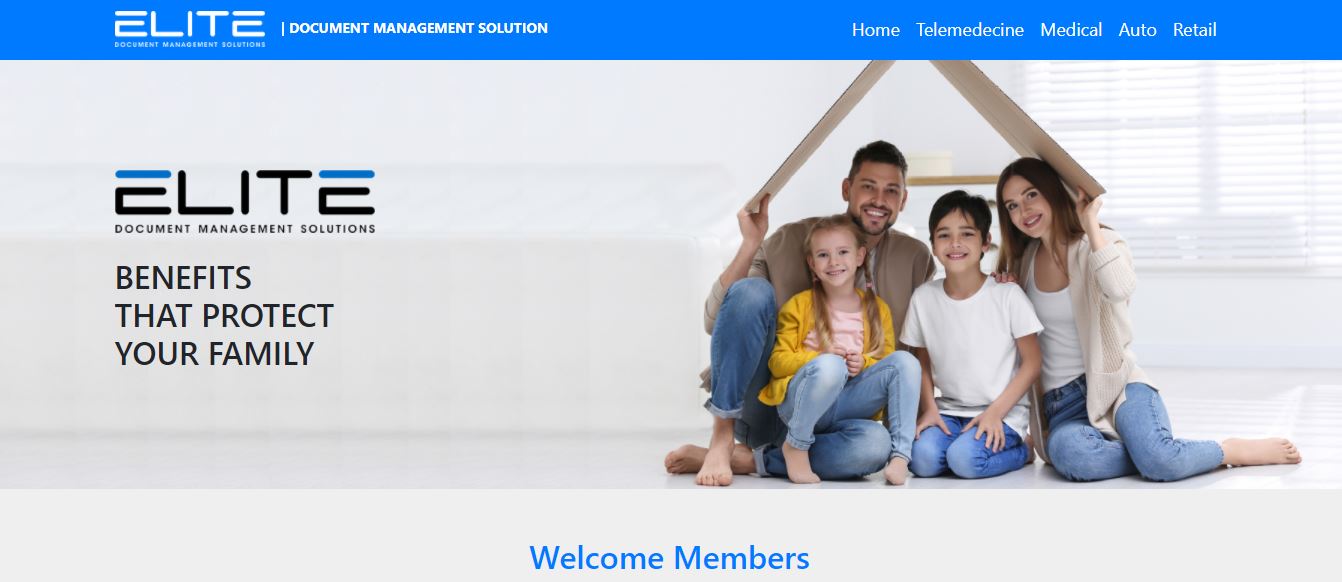 ELITE
DOCUMENT MANAGEMENT SOLUTIONS
| DOCUMENT MANAGEMENT SOLUTION
Home Telemedecine Medical Auto Retail
ELITE
DOCUMENT MANAGEMENT SOLUTIONS
BENEFITS
THAT PROTECT
YOUR FAMILY
Welcome Members